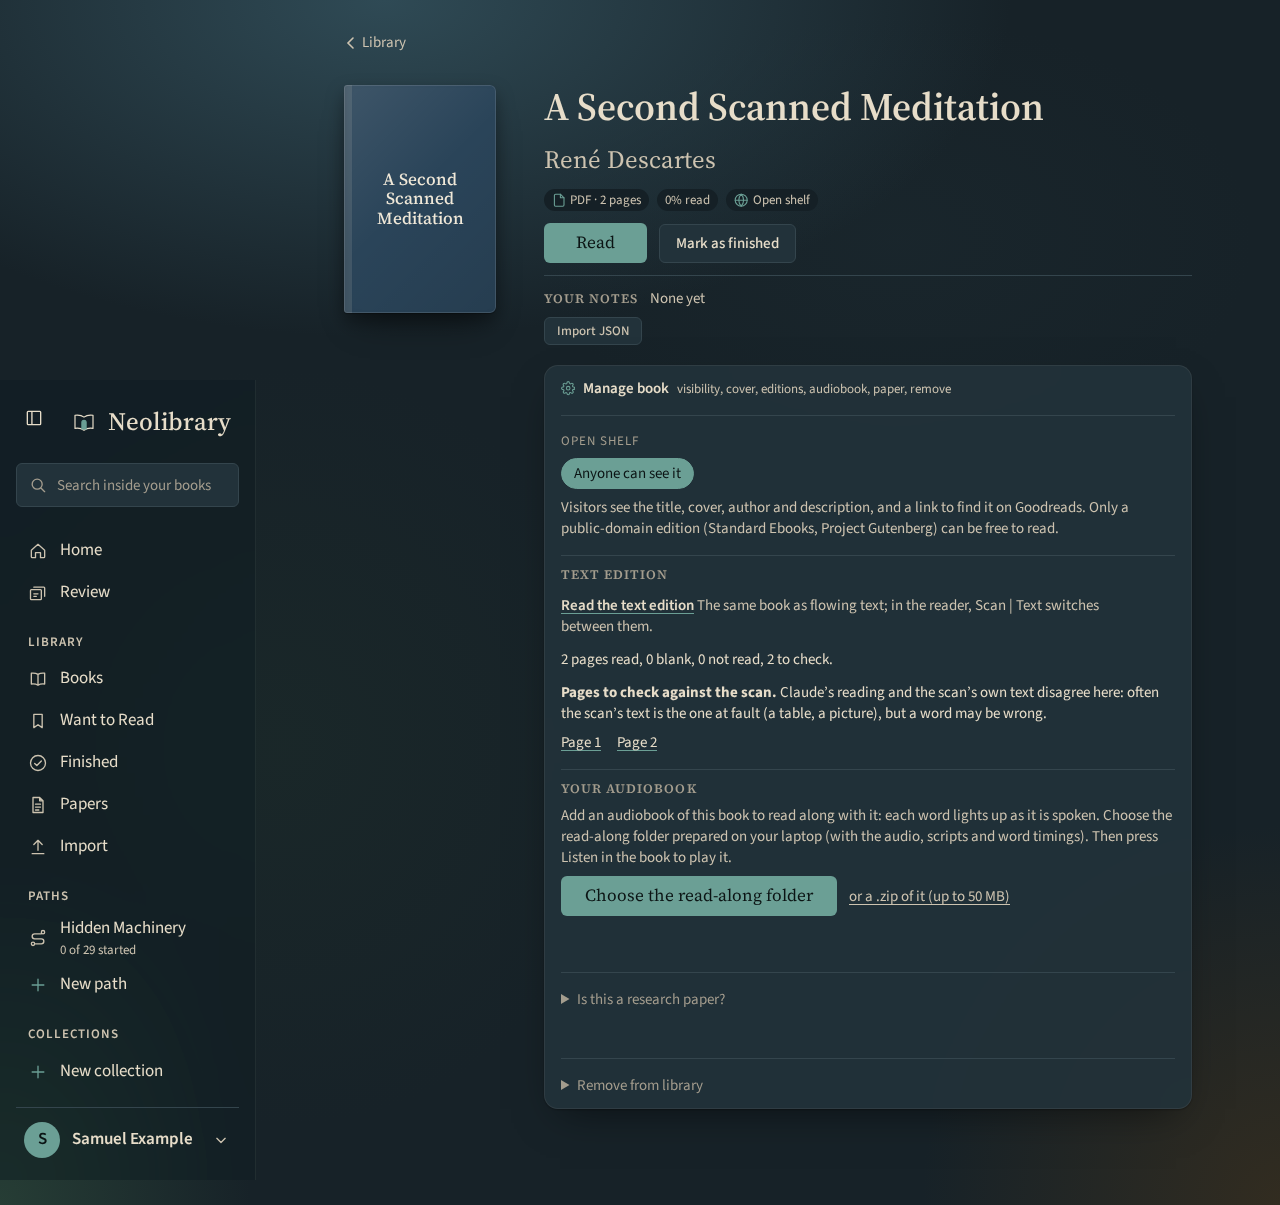 Library
A Second
Scanned
Meditation
A Second Scanned Meditation
René Descartes
PDF · 2 pages
0% read
Open shelf
Read
Mark as finished
YOUR NOTES None yet
Import JSON
Manage book visibility, cover, editions, audiobook, paper, remove
OPEN SHELF
Anyone can see it
Visitors see the title, cover, author and description, and a link to find it on Goodreads. Only a
public-domain edition (Standard Ebooks, Project Gutenberg) can be free to read.
TEXT EDITION
Read the text edition The same book as flowing text; in the reader, Scan | Text switches
between them.
2 pages read, 0 blank, 0 not read, 2 to check.
Pages to check against the scan. Claude’s reading and the scan’s own text disagree here: often
the scan’s text is the one at fault (a table, a picture), but a word may be wrong.
Page 1 Page 2
YOUR AUDIOBOOK
Add an audiobook of this book to read along with it: each word lights up as it is spoken. Choose the
read-along folder prepared on your laptop (with the audio, scripts and word timings). Then press
Listen in the book to play it.
Choose the read-along folder
or a .zip of it (up to 50 MB)
Is this a research paper?
Remove from library
Neolibrary
Search inside your books
Home
Review
LIBRARY
Books
Want to Read
Finished
Papers
Import
PATHS
Hidden Machinery
0 of 29 started
New path
COLLECTIONS
New collection
S
Samuel Example